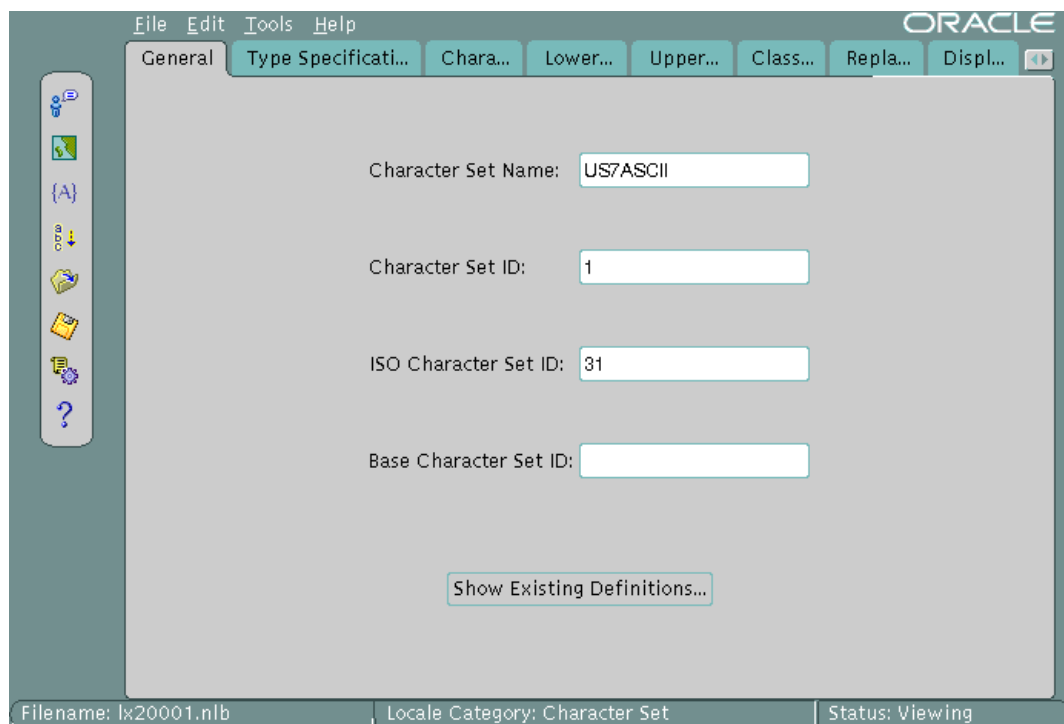 File Edit Tools Help
ORACLE
General Type Specificati... Chara... Lower... Upper... Class... Repla... Displ...
{A}
a
b
c
?
Character Set Name: US7ASCII
Character Set ID: 1
ISO Character Set ID: 31
Base Character Set ID:
Show Existing Definitions...
Filename: lx20001.nlb Locale Category: Character Set Status: Viewing